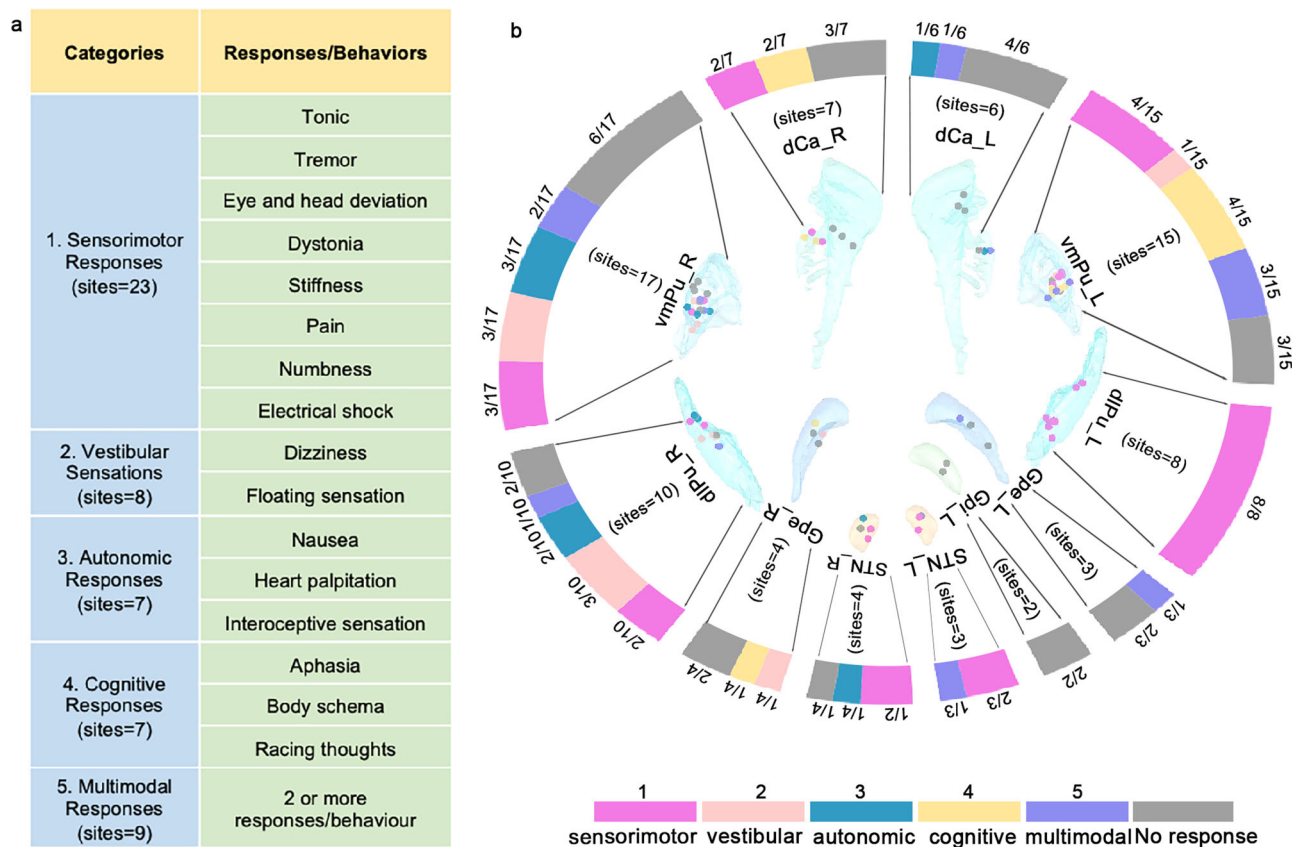 a
Categories
Responses/Behaviors
1. Sensorimotor
Responses
(sites=23)
Tonic
Tremor
Eye and head deviation
Dystonia
Stiffness
Pain
Numbness
Electrical shock
2. Vestibular
Sensations
(sites=8)
Dizziness
Floating sensation
3. Autonomic
Responses
(sites=7)
Nausea
Heart palpitation
Interoceptive sensation
4. Cognitive
Responses
(sites=7)
Aphasia
Body schema
Racing thoughts
5. Multimodal
Responses
(sites=9)
2 or more
responses/behaviour
b
2/7
2/7
3/7
(sites=7)
dCa_R
1/6
1/6
4/6
(sites=6)
dCa_L
4/15
1/15
4/15
3/15
3/15
(sites=15)
vmPu_L
8/8
(sites=8)
dlPu_L
1/3
2/3
(sites=3)
Gpe_L
2/2
(sites=2)
Gpi_L
2/3
1/3
(sites=3)
STN_L
1/2
1/4
1/4
(sites=4)
STN_R
1/4
1/4
2/4
(sites=4)
Gpe_R
2/10
3/10
2/10
1/10
2/10
(sites=10)
dlPu_R
3/17
3/17
3/17
2/17
6/17
(sites=17)
vmPu_R
1 2 3 4 5
sensorimotor vestibular autonomic cognitive multimodal No response